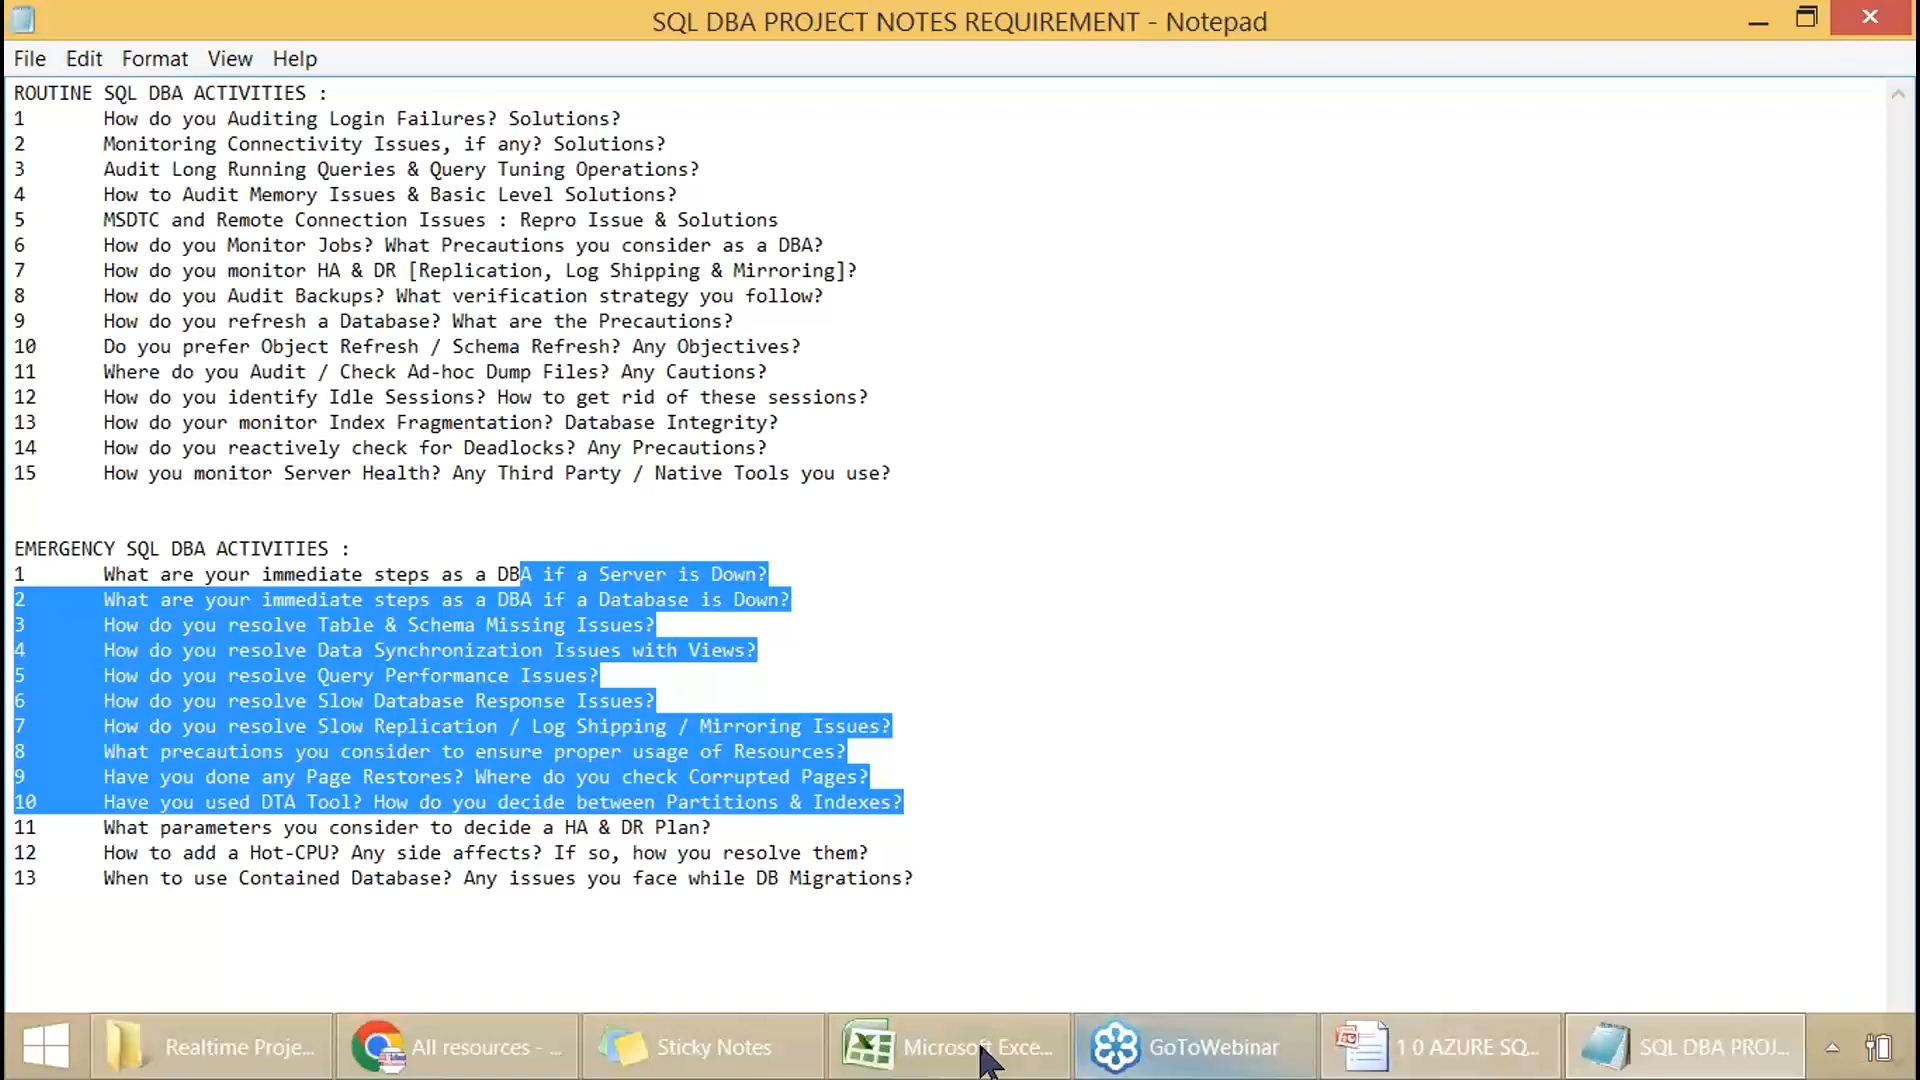 SQL DBA PROJECT NOTES REQUIREMENT - Notepad
File Edit Format View Help
ROUTINE SQL DBA ACTIVITIES :
1 How do you Auditing Login Failures? Solutions?
2 Monitoring Connectivity Issues, if any? Solutions?
3 Audit Long Running Queries & Query Tuning Operations?
4 How to Audit Memory Issues & Basic Level Solutions?
5 MSDTC and Remote Connection Issues : Repro Issue & Solutions
6 How do you Monitor Jobs? What Precautions you consider as a DBA?
7 How do you monitor HA & DR [Replication, Log Shipping & Mirroring]?
8 How do you Audit Backups? What verification strategy you follow?
9 How do you refresh a Database? What are the Precautions?
10 Do you prefer Object Refresh / Schema Refresh? Any Objectives?
11 Where do you Audit / Check Ad-hoc Dump Files? Any Cautions?
12 How do you identify Idle Sessions? How to get rid of these sessions?
13 How do your monitor Index Fragmentation? Database Integrity?
14 How do you reactively check for Deadlocks? Any Precautions?
15 How you monitor Server Health? Any Third Party / Native Tools you use?
EMERGENCY SQL DBA ACTIVITIES :
1 What are your immediate steps as a DBA if a Server is Down?
2 What are your immediate steps as a DBA if a Database is Down?
3 How do you resolve Table & Schema Missing Issues?
4 How do you resolve Data Synchronization Issues with Views?
5 How do you resolve Query Performance Issues?
6 How do you resolve Slow Database Response Issues?
7 How do you resolve Slow Replication / Log Shipping / Mirroring Issues?
8 What precautions you consider to ensure proper usage of Resources?
9 Have you done any Page Restores? Where do you check Corrupted Pages?
10 Have you used DTA Tool? How do you decide between Partitions & Indexes?
11 What parameters you consider to decide a HA & DR Plan?
12 How to add a Hot-CPU? Any side affects? If so, how you resolve them?
13 When to use Contained Database? Any issues you face while DB Migrations?
Realtime Proje... All resources - ... Sticky Notes Microsoft Exce... GoToWebinar 1 0 AZURE SQ... SQL DBA PROJ...